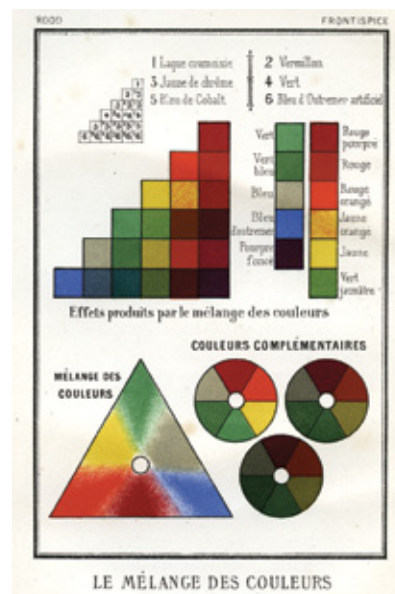 ROOD
FRONTISPICE
1 Laque cramoisie
2 Vermillon
3 Jaune de chrôme
4 Vert
5 Bleu de Cobalt
6 Bleu d'Outremer artificiel
Vert
Vert bleu
Bleu
Bleu d'outremer
Pourpre foncé
Rouge pourpre
Rouge
Rouge orangé
Jaune orangé
Jaune
Vert jaunâtre
Effets produits par le mélange des couleurs
COULEURS COMPLÉMENTAIRES
MÉLANGE DES
COULEURS
LE MÉLANGE DES COULEURS